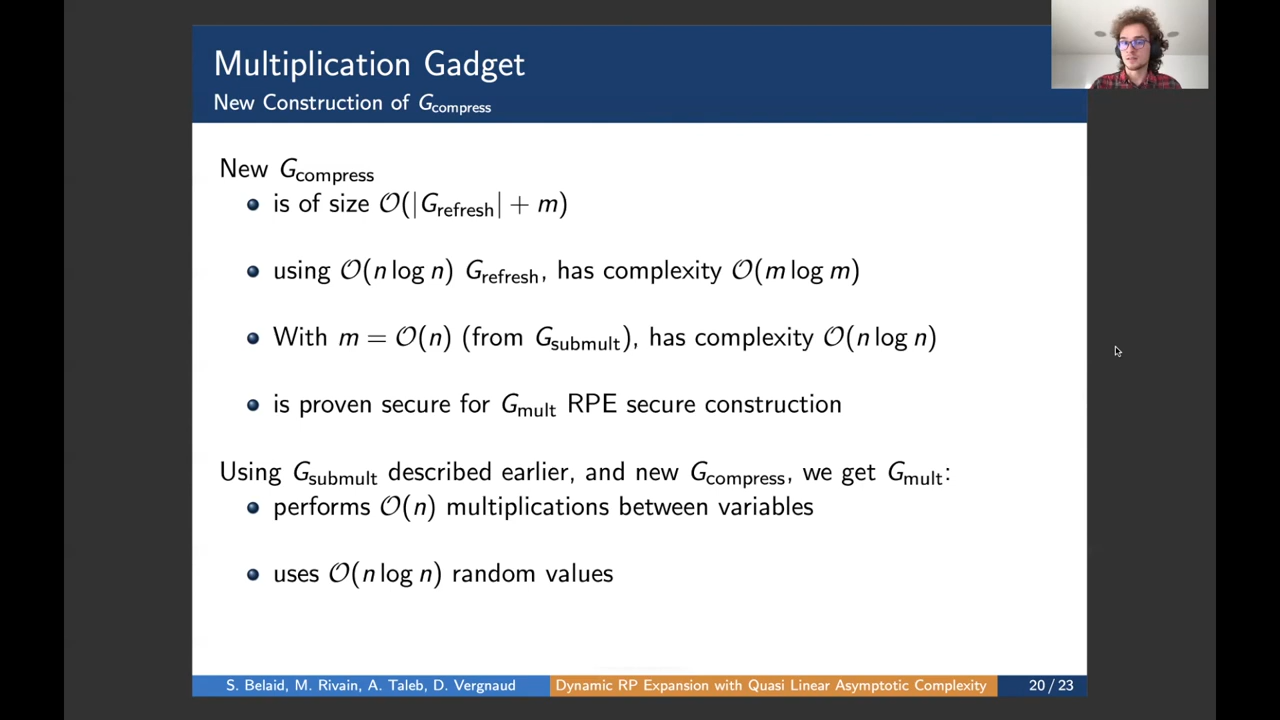 Multiplication Gadget
New Construction of G_compress
New G_compress
is of size O(|G_refresh| + m)
using O(n log n) G_refresh, has complexity O(m log m)
With m = O(n) (from G_submult), has complexity O(n log n)
is proven secure for G_mult RPE secure construction
Using G_submult described earlier, and new G_compress, we get G_mult:
performs O(n) multiplications between variables
uses O(n log n) random values
S. Belaid, M. Rivain, A. Taleb, D. Vergnaud Dynamic RP Expansion with Quasi Linear Asymptotic Complexity 20 / 23